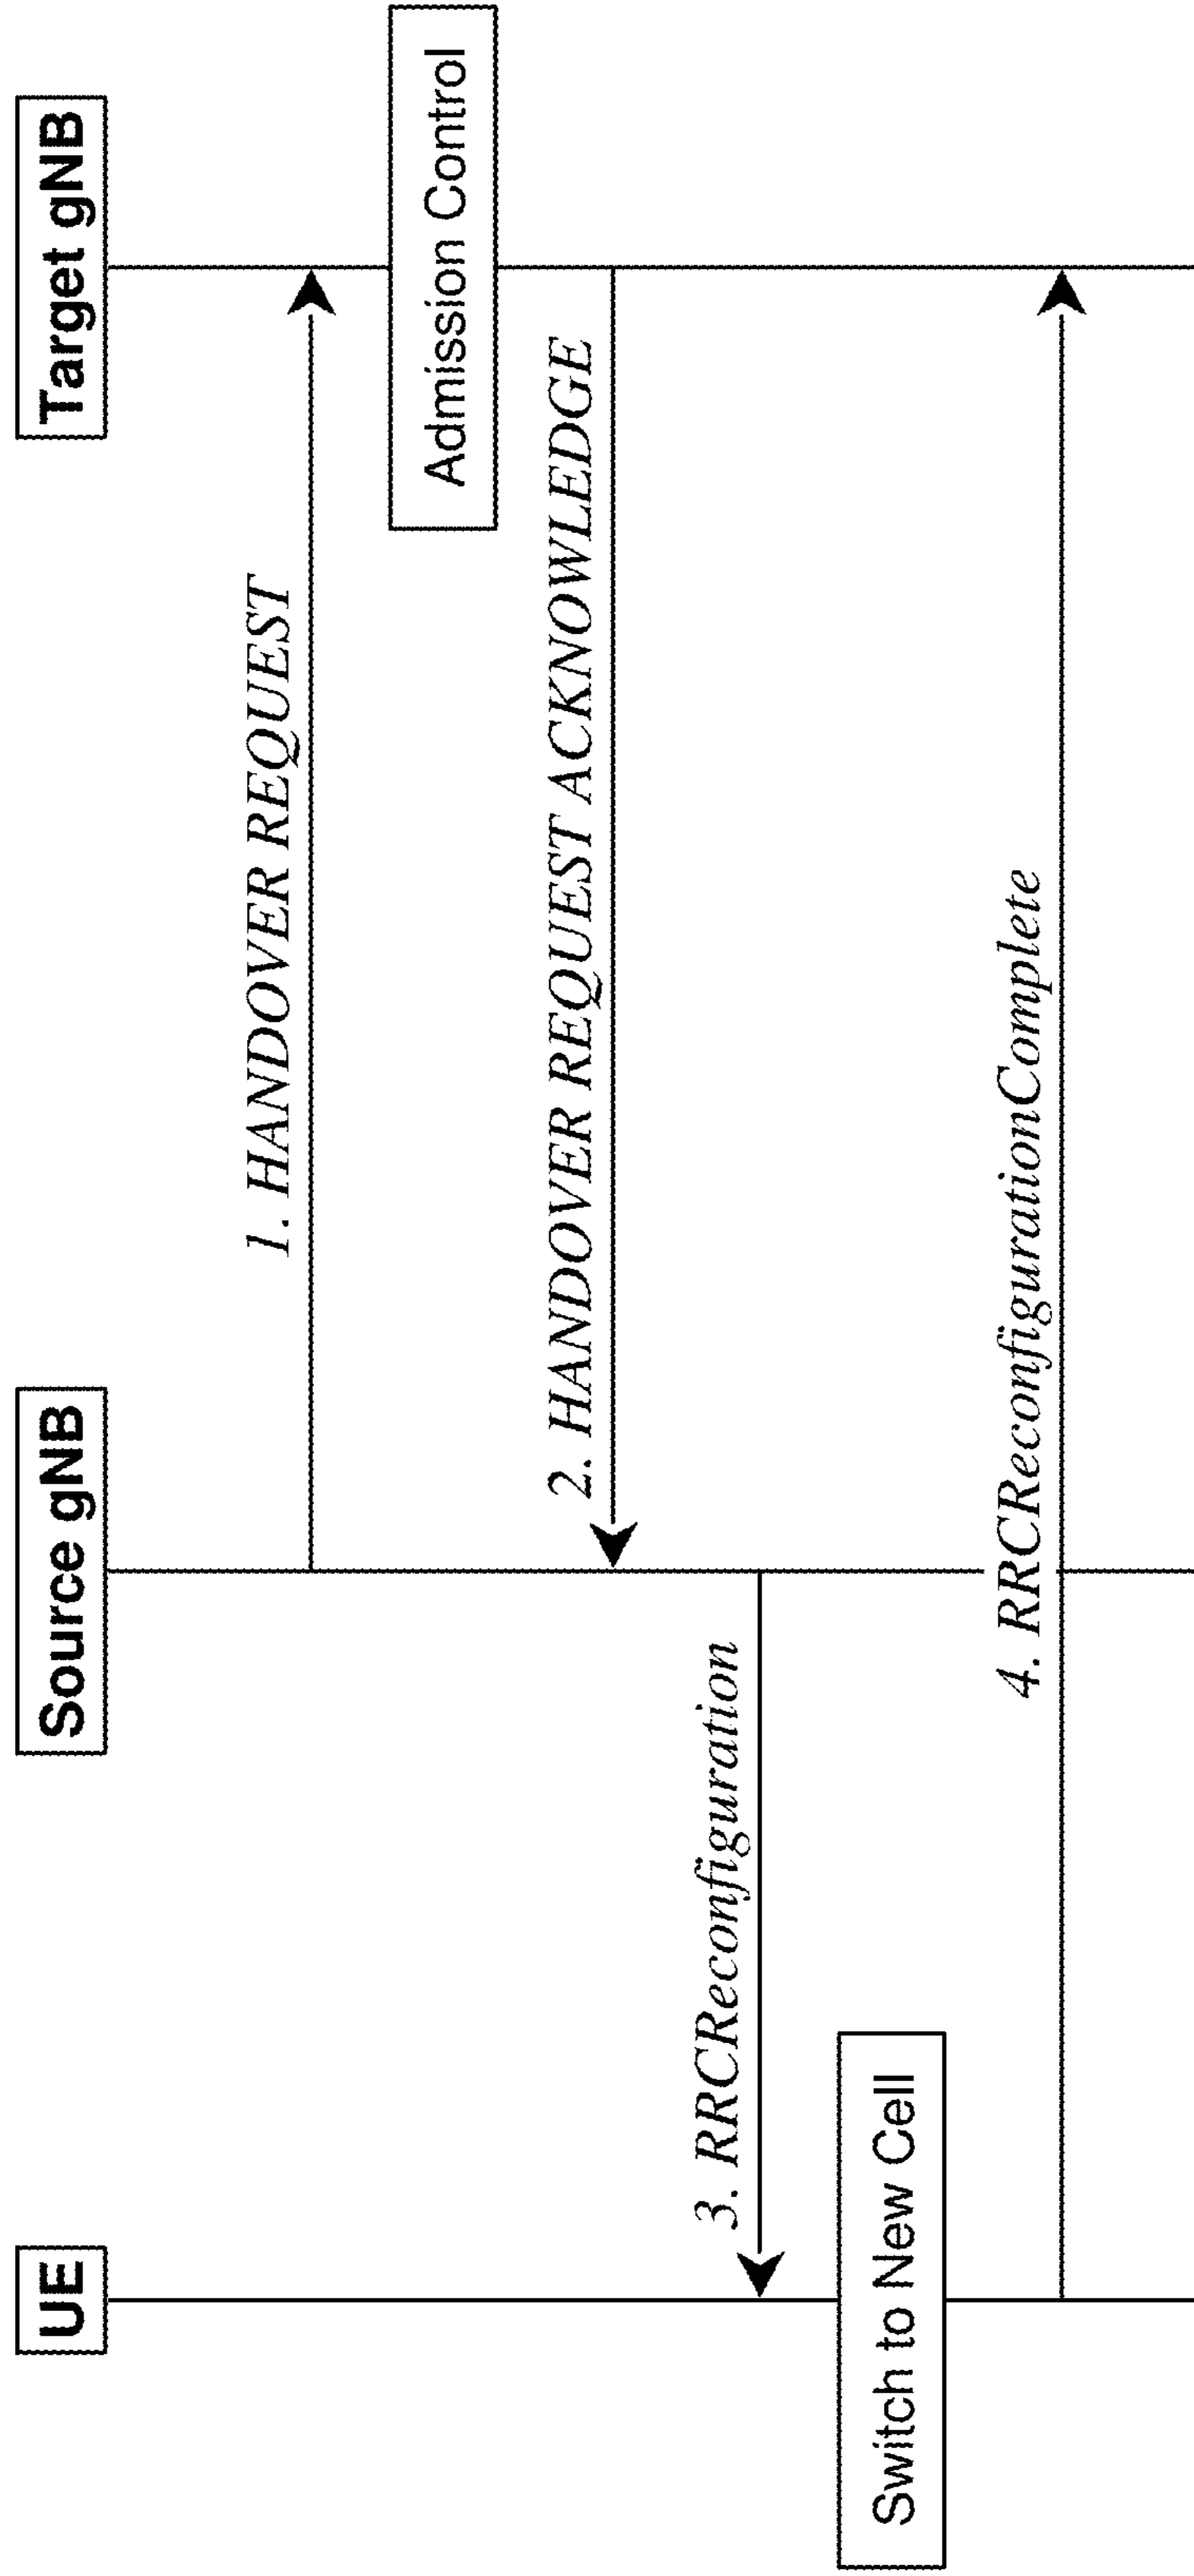 UE
Source gNB
Target gNB
1. HANDOVER REQUEST
Admission Control
2. HANDOVER REQUEST ACKNOWLEDGE
3. RRCReconfiguration
Switch to New Cell
4. RRCReconfigurationComplete